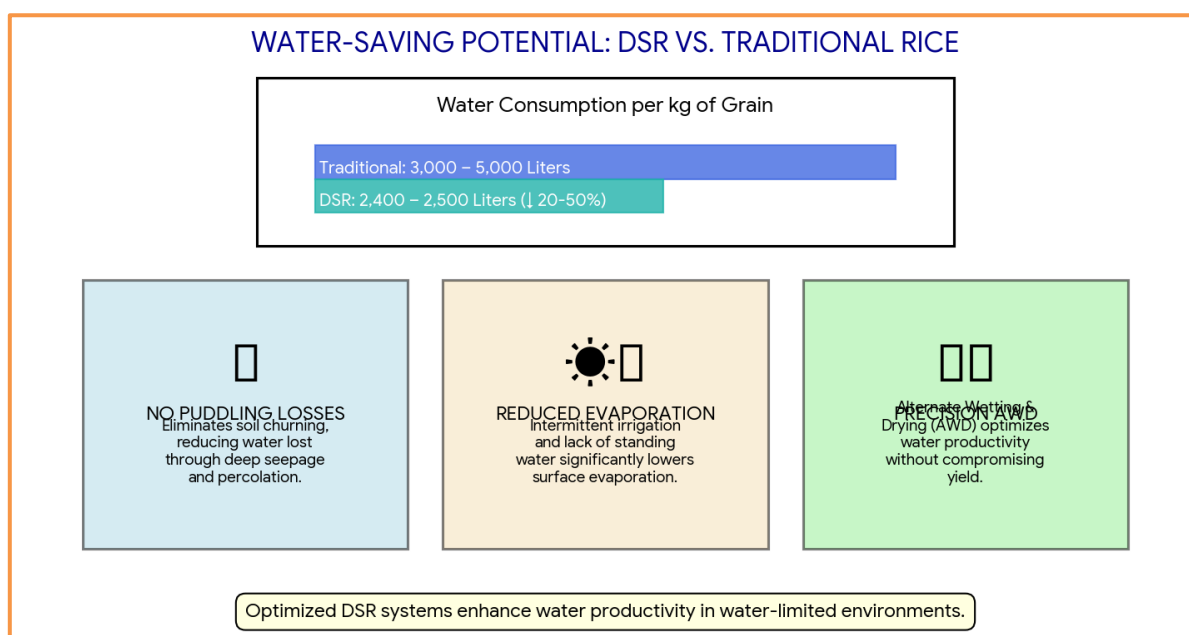 WATER-SAVING POTENTIAL: DSR VS. TRADITIONAL RICE
Water Consumption per kg of Grain
Traditional: 3,000 – 5,000 Liters
DSR: 2,400 – 2,500 Liters (↓ 20-50%)
NO PUDDLING LOSSES
Eliminates soil churning,
reducing water lost
through deep seepage
and percolation.
REDUCED EVAPORATION
Intermittent irrigation
and lack of standing
water significantly lowers
surface evaporation.
PRECISION AWD
Alternate Wetting &
Drying (AWD) optimizes
water productivity
without compromising
yield.
Optimized DSR systems enhance water productivity in water-limited environments.